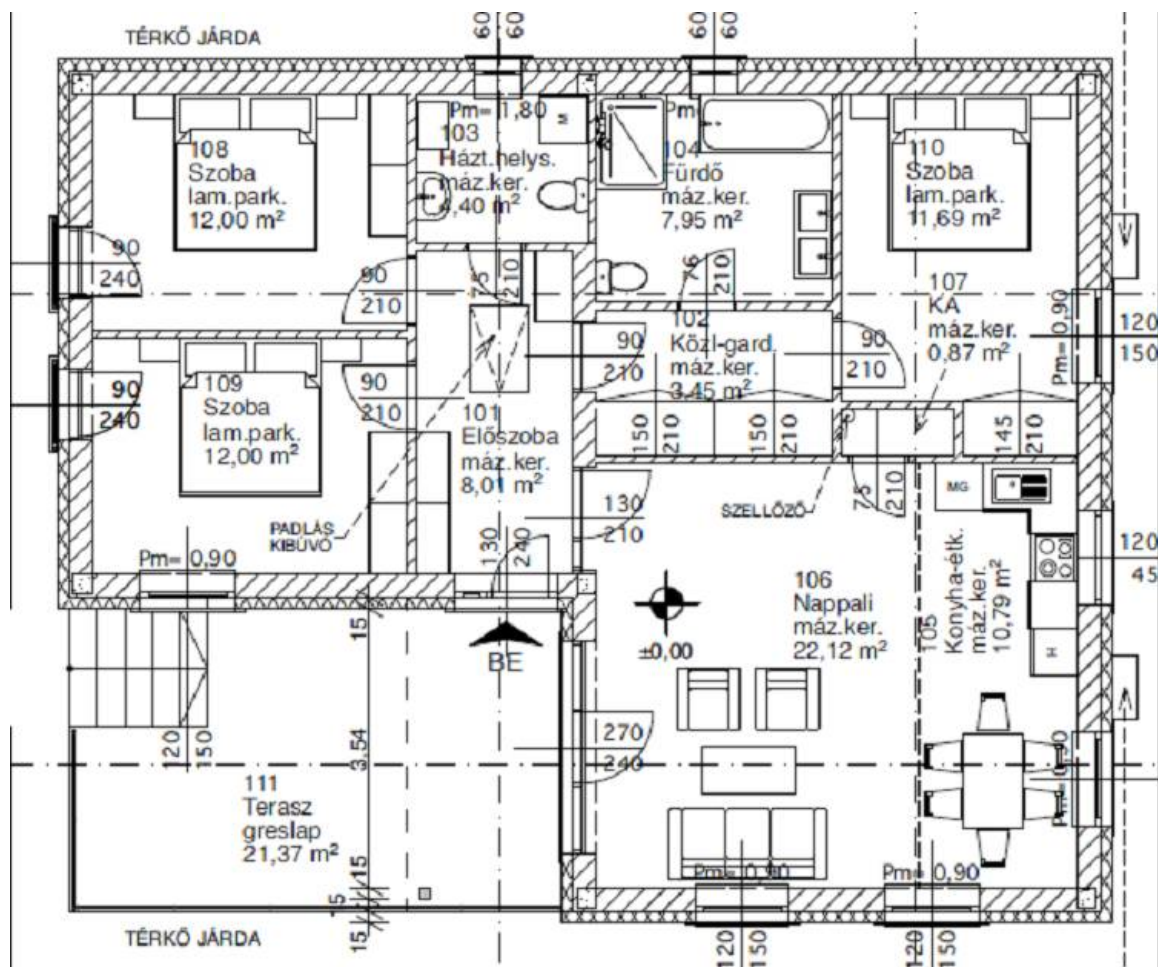 TÉRKŐ JÁRDA
60
60
60
60
Pm= 1,80
M
Pm=
108
Szoba
lam.park.
12,00 m²
103
Házt.helys.
máz.ker.
4,40 m²
104
Fürdő
máz.ker.
7,95 m²
110
Szoba
lam.park.
11,69 m²
90
240
90
210
75
210
76
210
107
KA
máz.ker.
0,87 m²
Pm=0,90
120
150
102
Közl-gard.
máz.ker.
3,45 m²
90
210
90
210
90
240
109
Szoba
lam.park.
12,00 m²
90
210
101
Előszoba
máz.ker.
8,01 m²
150
210
150
210
145
210
PADLÁS
KIBÚVÓ
130
240
130
210
SZELLŐZŐ
75
210
MG
120
45
Pm= 0,90
106
Nappali
máz.ker.
22,12 m²
105
Konyha-étk.
máz.ker.
10,79 m²
H
15
BE
±0,00
120
150
3,54
270
240
Pm=0,90
111
Terasz
greslap
21,37 m²
15
15
15
Pm= 0,90
Pm= 0,90
TÉRKŐ JÁRDA
120
150
120
150